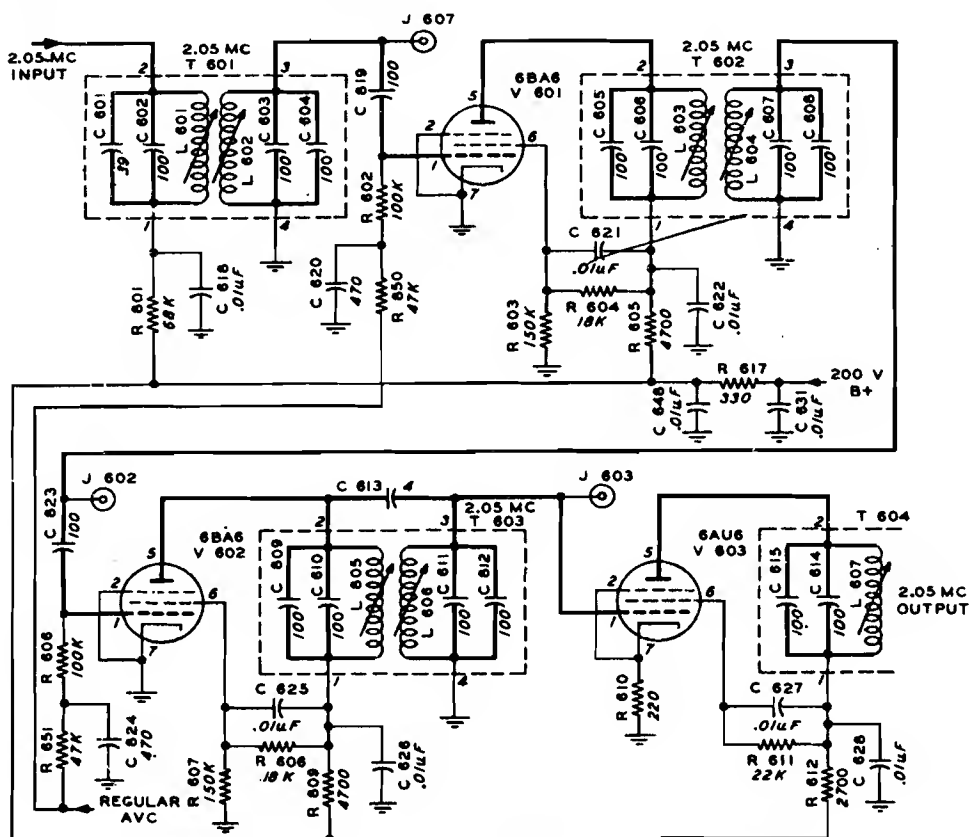 J 607
2.05 MC
INPUT
2.05 MC
T 601
2
3
C 601
39
C 602
100
L 601
L 602
C 603
100
C 604
100
1
4
C 619
100
6BA6
V 601
5
2
6
1
7
2.05 MC
T 602
2
3
C 605
100
C 606
100
L 603
L 604
C 607
100
C 608
100
1
4
R 601
68K
C 618
.01uF
C 620
470
R 602
100K
R 650
47K
C 621
.01uF
R 603
150K
R 604
18K
R 605
4700
C 622
.01uF
C 648
.01uF
R 617
330
C 631
.01uF
200 V
B+
J 602
C 623
100
6BA6
V 602
5
2
6
1
7
C 613
4
2.05 MC
T 603
2
3
C 609
100
C 610
100
L 605
L 606
C 611
100
C 612
100
1
4
J 603
6AU6
V 603
5
2
6
1
7
T 604
2
C 615
100
C 614
100
L 607
1
2.05 MC
OUTPUT
R 606
100K
R 651
47K
C 624
470
REGULAR
AVC
R 607
150K
C 625
.01uF
R 606
.18K
R 609
4700
C 626
.01uF
R 610
220
C 627
.01uF
R 611
22K
R 612
2700
C 628
.01uF